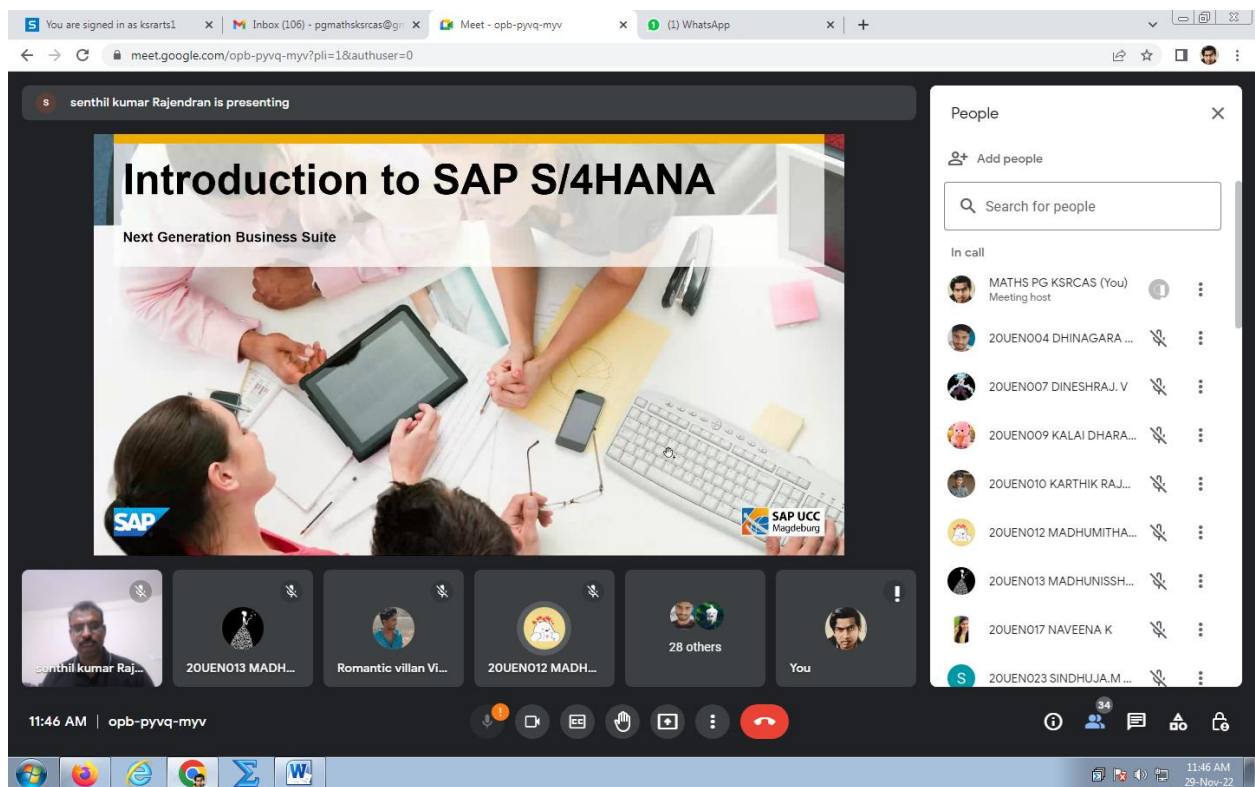 You are signed in as ksrarts1
Inbox (106) - pgmathsksrcas@gm
Meet - opb-pyvq-myv
(1) WhatsApp
meet.google.com/opb-pyvq-myv?pli=1&authuser=0
s senthil kumar Rajendran is presenting
Introduction to SAP S/4HANA
Next Generation Business Suite
SAP
SAP UCC
Magdeburg
senthil kumar Raj...
20UEN013 MADH...
Romantic villan Vi...
20UEN012 MADH...
28 others
You
People
Add people
Search for people
In call
MATHS PG KSRCAS (You)
Meeting host
20UEN004 DHINAGARA ...
20UEN007 DINESHRAJ. V
20UEN009 KALAI DHARA...
20UEN010 KARTHIK RAJ...
20UEN012 MADHUMITHA...
20UEN013 MADHUNISSH...
20UEN017 NAVEENA K
S 20UEN023 SINDHUJA.M ...
11:46 AM | opb-pyvq-myv
34
11:46 AM
29-Nov-22